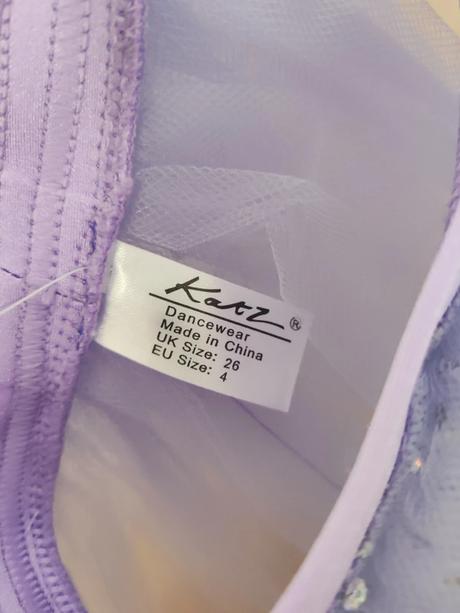 Katz®
Dancewear
Made in China
UK Size: 26
EU Size: 4